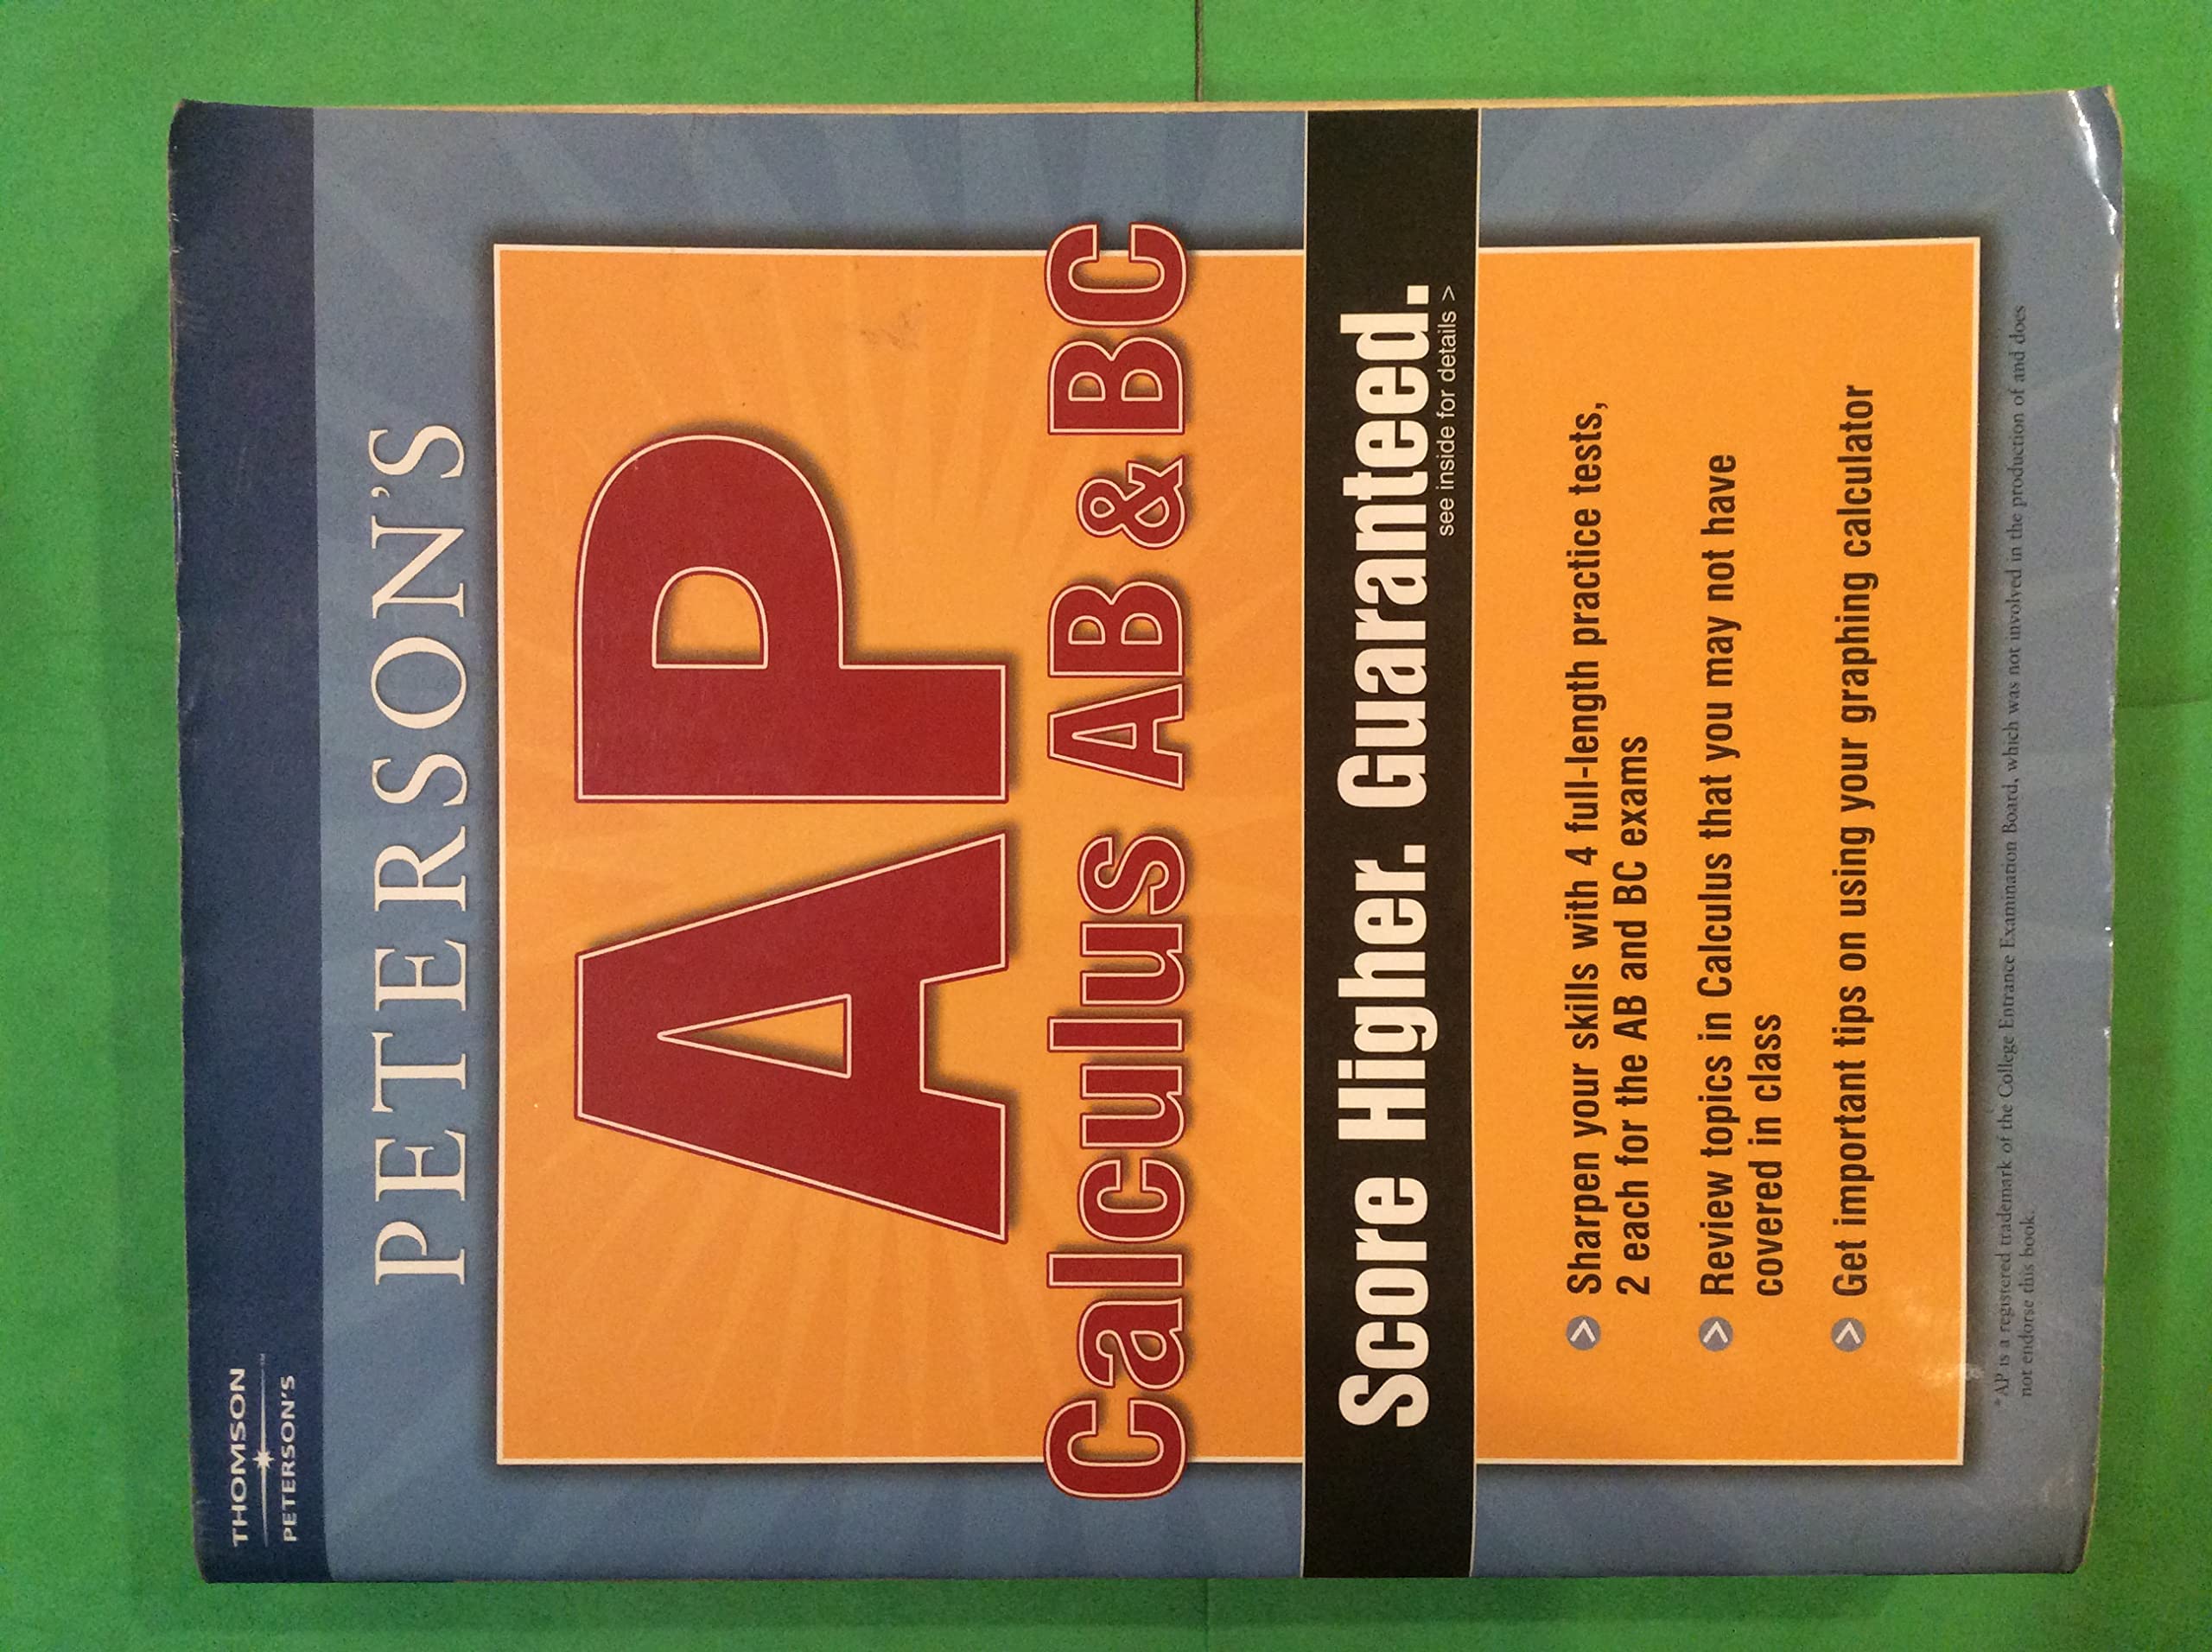 THOMSON
PETERSON'S
PETERSON'S
AP
Calculus AB & BC
Score Higher. Guaranteed.
see inside for details >
Sharpen your skills with 4 full-length practice tests,
2 each for the AB and BC exams
Review topics in Calculus that you may not have
covered in class
Get important tips on using your graphing calculator
*AP is a registered trademark of the College Entrance Examination Board, which was not involved in the production of and does
not endorse this book.